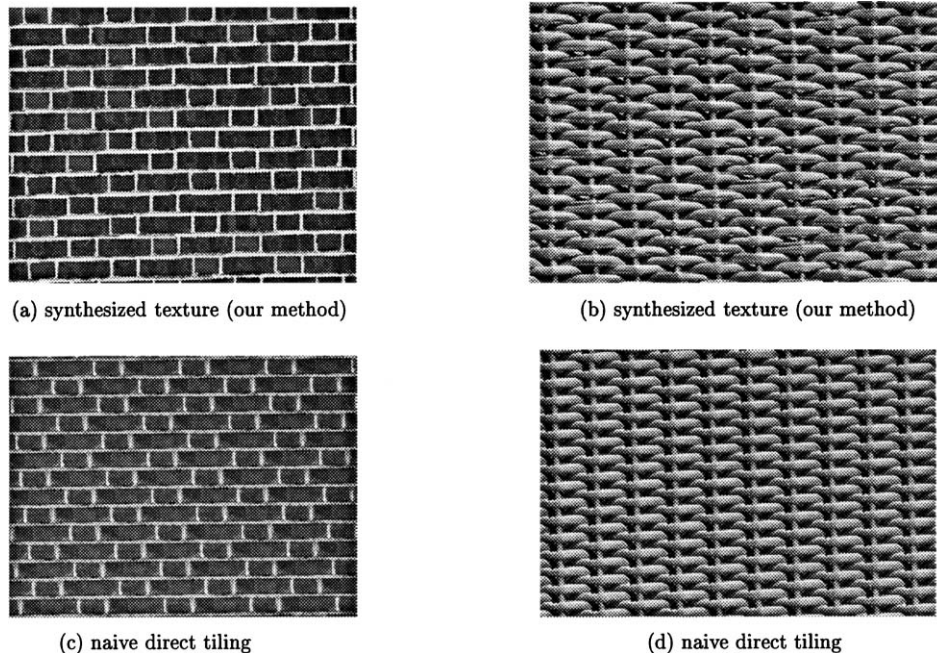 (a) synthesized texture (our method)
(b) synthesized texture (our method)
(c) naive direct tiling
(d) naive direct tiling